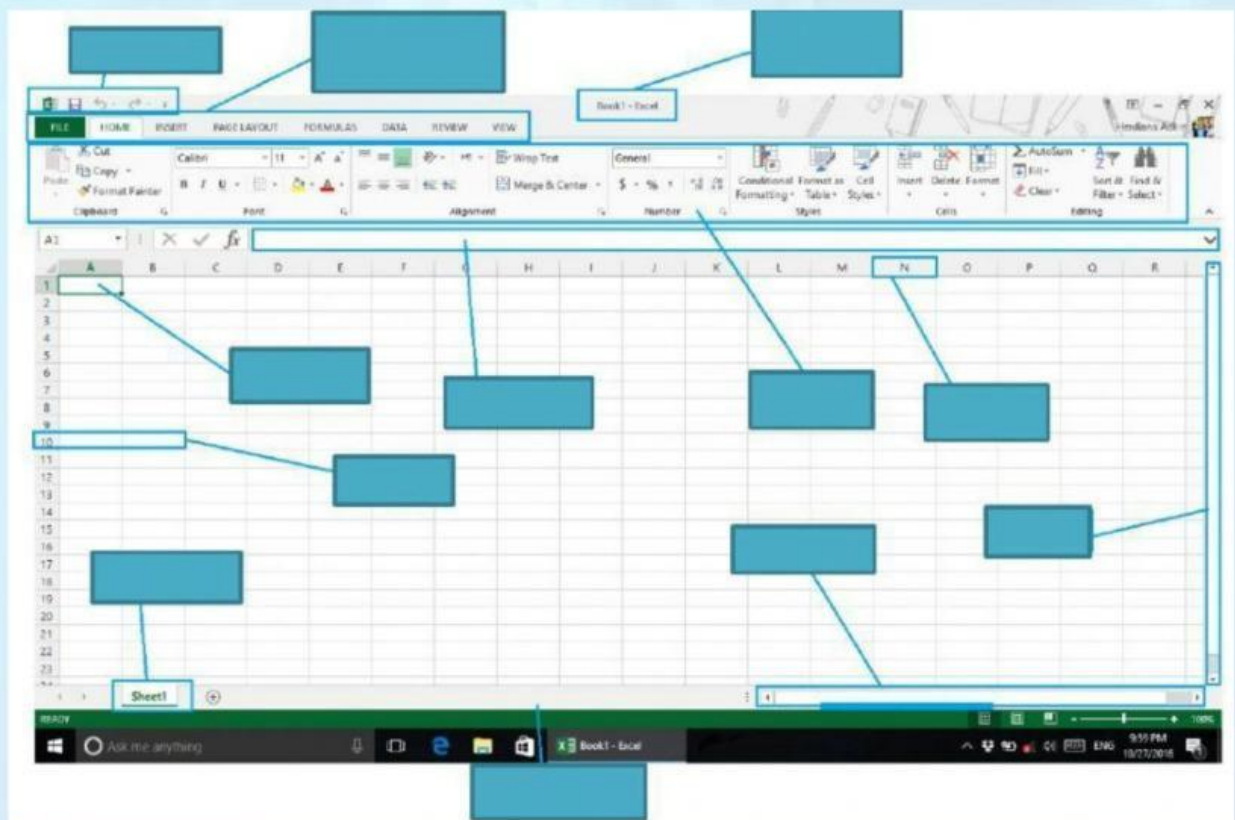 Book1 - Excel
FILE HOME INSERT PAGE LAYOUT FORMULAS DATA REVIEW VIEW
Cut
Copy
Paste
Format Painter
Clipboard
Calibri 11 A A
B I U A
Font
Wrap Text
Merge & Center
Alignment
General
$ % ,
Number
Conditional Formatting
Format as Table
Cell Styles
Styles
Insert Delete Format
Cells
AutoSum
Fill
Clear
Sort & Filter
Find & Select
Editing
A1 fx
A B C D E F G H I J K L M N O P Q R
1
2
3
4
5
6
7
8
9
10
11
12
13
14
15
16
17
18
19
20
21
22
23
Sheet1
READY 100%
Ask me anything
Book1 - Excel
ENG
9:59 PM
10/27/2016